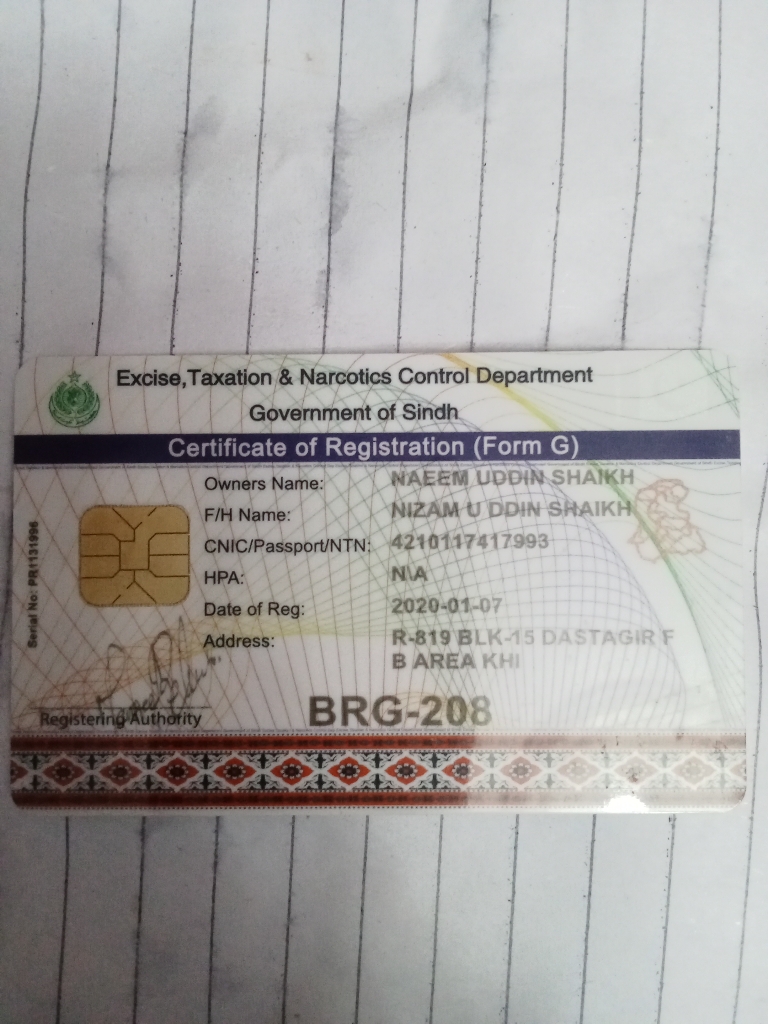 Excise,Taxation & Narcotics Control Department
Government of Sindh
Certificate of Registration (Form G)
Owners Name: NAEEM UDDIN SHAIKH
F/H Name: NIZAM U DDIN SHAIKH
CNIC/Passport/NTN: 4210117417993
HPA: N\A
Date of Reg: 2020-01-07
Address: R-819 BLK-15 DASTAGIR F
B AREA KHI
Serial No: PR1131996
Registering Authority
BRG-208